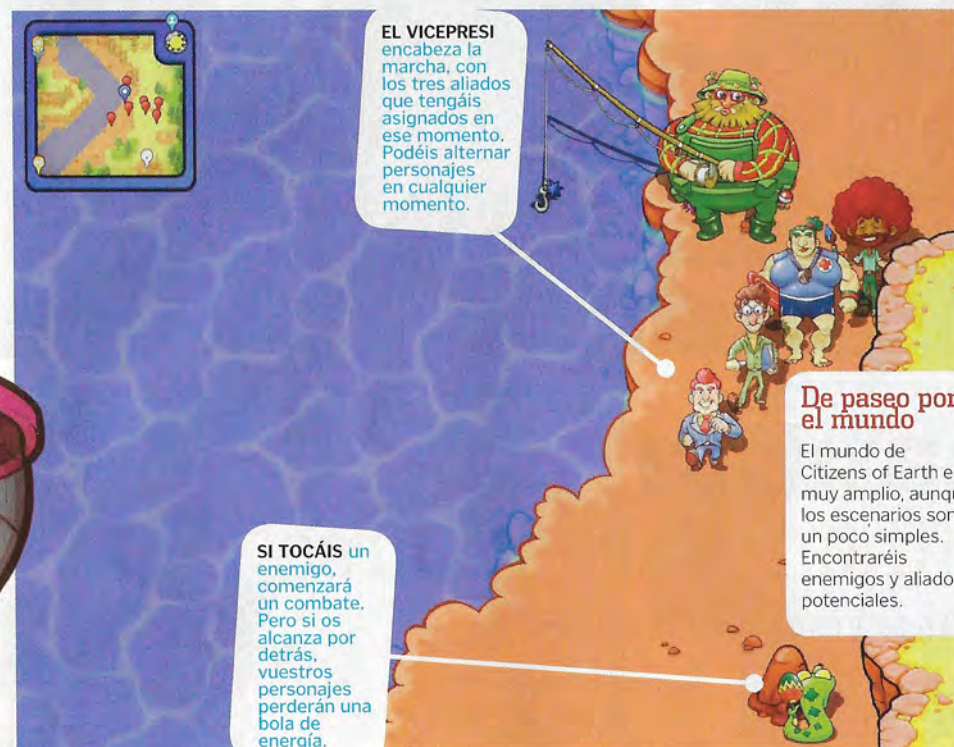 EL VICEPRESI
encabeza la
marcha, con
los tres aliados
que tengáis
asignados en
ese momento.
Podéis alternar
personajes
en cualquier
momento.
De paseo por
el mundo
El mundo de
Citizens of Earth e
muy amplio, aunqu
los escenarios son
un poco simples.
Encontraréis
enemigos y aliado
potenciales.
SI TOCÁIS un
enemigo,
comenzará
un combate.
Pero si os
alcanza por
detrás,
vuestros
personajes
perderán una
bola de
energía.